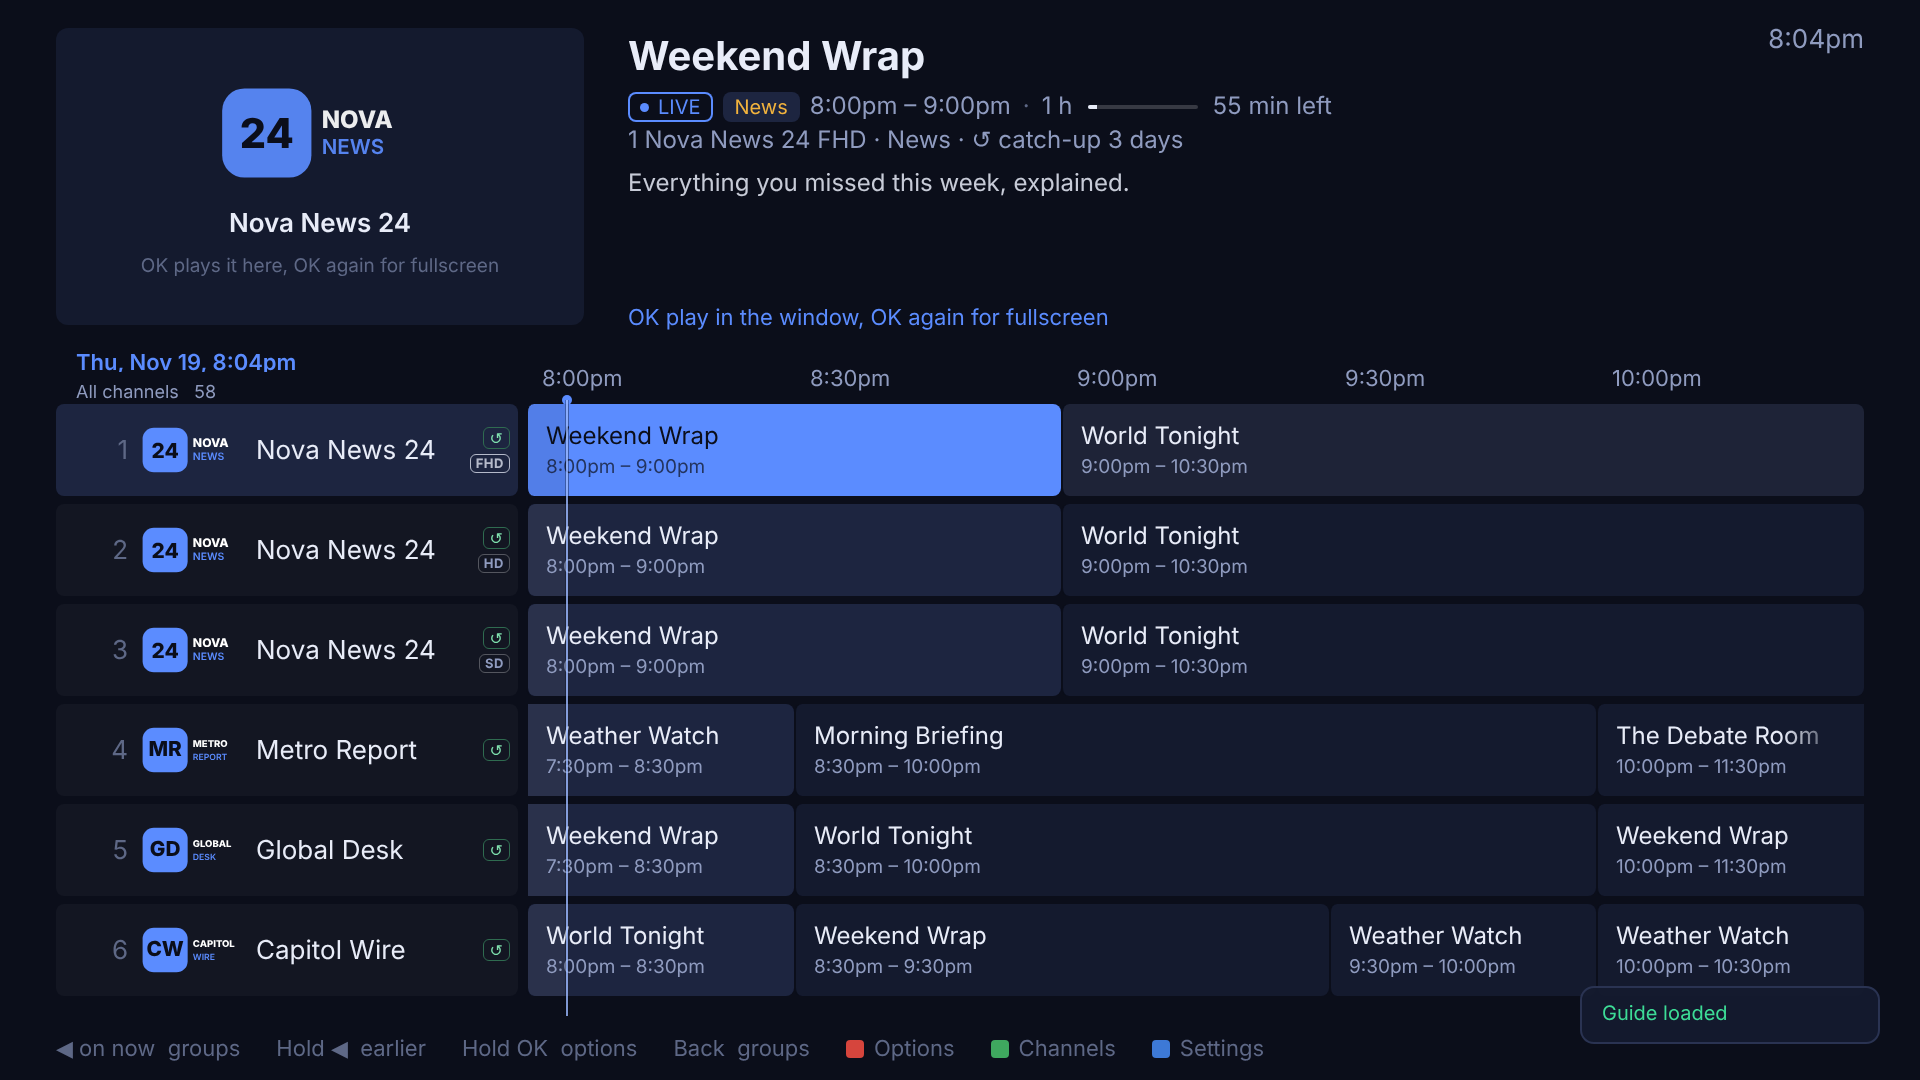 8:04pm
24 NOVA NEWS
Nova News 24
OK plays it here, OK again for fullscreen
Weekend Wrap
LIVE News 8:00pm – 9:00pm · 1 h 55 min left
1 Nova News 24 FHD · News · ↺ catch-up 3 days
Everything you missed this week, explained.
OK play in the window, OK again for fullscreen
Thu, Nov 19, 8:04pm
All channels 58
8:00pm 8:30pm 9:00pm 9:30pm 10:00pm
1 24 NOVA NEWS Nova News 24 ↺ FHD
Weekend Wrap
8:00pm – 9:00pm
World Tonight
9:00pm – 10:30pm
2 24 NOVA NEWS Nova News 24 ↺ HD
Weekend Wrap
8:00pm – 9:00pm
World Tonight
9:00pm – 10:30pm
3 24 NOVA NEWS Nova News 24 ↺ SD
Weekend Wrap
8:00pm – 9:00pm
World Tonight
9:00pm – 10:30pm
4 MR METRO REPORT Metro Report ↺
Weather Watch
7:30pm – 8:30pm
Morning Briefing
8:30pm – 10:00pm
The Debate Room
10:00pm – 11:30pm
5 GD GLOBAL DESK Global Desk ↺
Weekend Wrap
7:30pm – 8:30pm
World Tonight
8:30pm – 10:00pm
Weekend Wrap
10:00pm – 11:30pm
6 CW CAPITOL WIRE Capitol Wire ↺
World Tonight
8:00pm – 8:30pm
Weekend Wrap
8:30pm – 9:30pm
Weather Watch
9:30pm – 10:00pm
Weather Watch
10:00pm – 10:30pm
Guide loaded
◀ on now groups Hold ◀ earlier Hold OK options Back groups Options Channels Settings